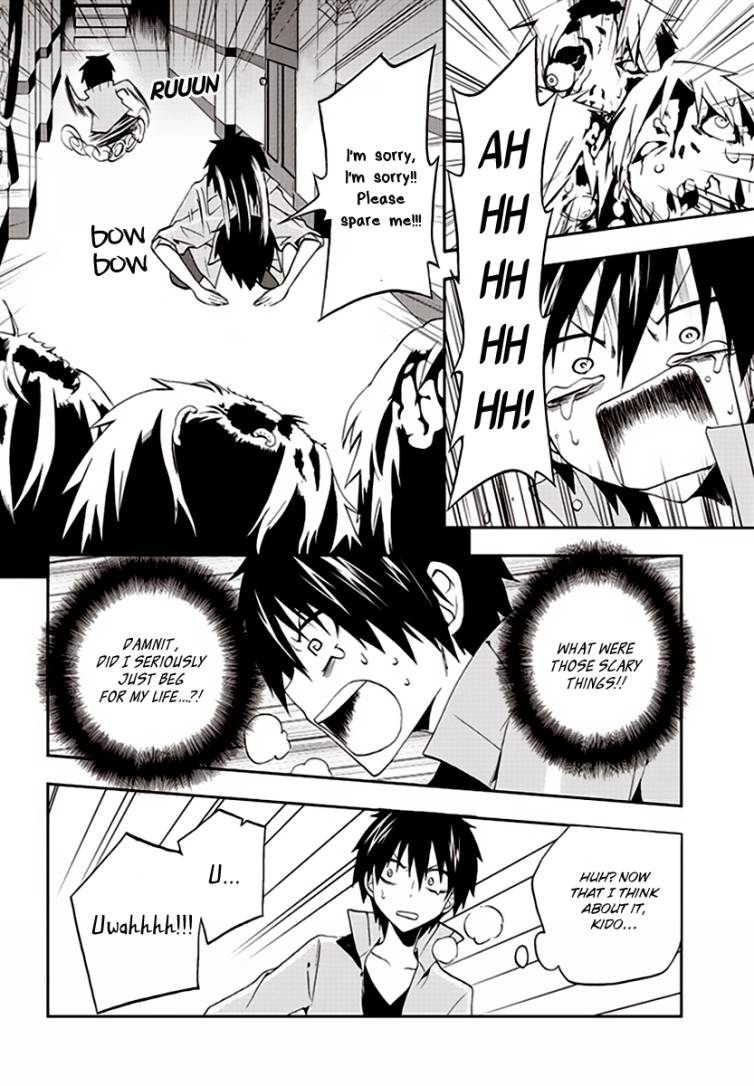 AH
HH
HH
HH
HH!
I'm sorry,
I'm sorry!!
Please
spare me!!!
BOW
BOW
RUUUN
WHAT WERE
THOSE SCARY
THINGS!!
DAMNIT,
DID I SERIOUSLY
JUST BEG
FOR MY LIFE...?!
HUH? NOW
THAT I THINK
ABOUT IT,
KIDO...
U...
Uwahhhh!!!